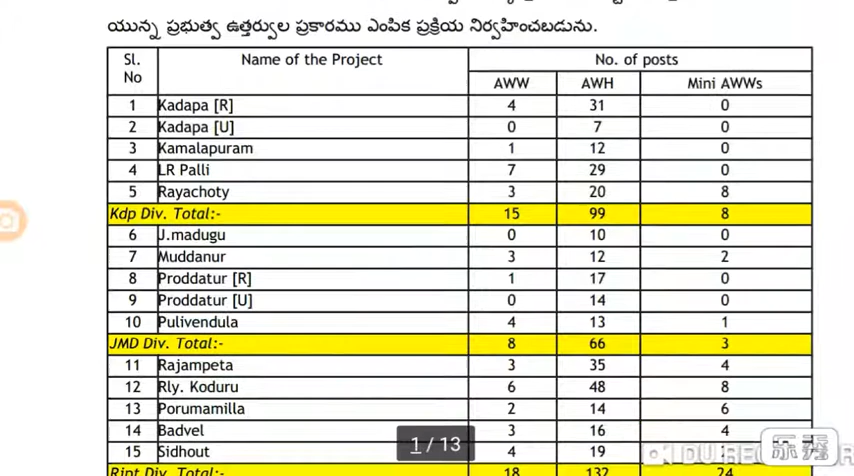 యున్న ప్రభుత్వ ఉత్తర్వుల ప్రకారము ఎంపిక ప్రక్రియ నిర్వహించబడును.
Sl. No Name of the Project No. of posts
AWW AWH Mini AWWs
1 Kadapa [R] 4 31 0
2 Kadapa [U] 0 7 0
3 Kamalapuram 1 12 0
4 LR Palli 7 29 0
5 Rayachoty 3 20 8
Kdp Div. Total:- 15 99 8
6 J.madugu 0 10 0
7 Muddanur 3 12 2
8 Proddatur [R] 1 17 0
9 Proddatur [U] 0 14 0
10 Pulivendula 4 13 1
JMD Div. Total:- 8 66 3
11 Rajampeta 3 35 4
12 Rly. Koduru 6 48 8
13 Porumamilla 2 14 6
14 Badvel 3 16 4
15 Sidhout 4 19
Rjpt Div. Total:- 18 132 24
1 / 13